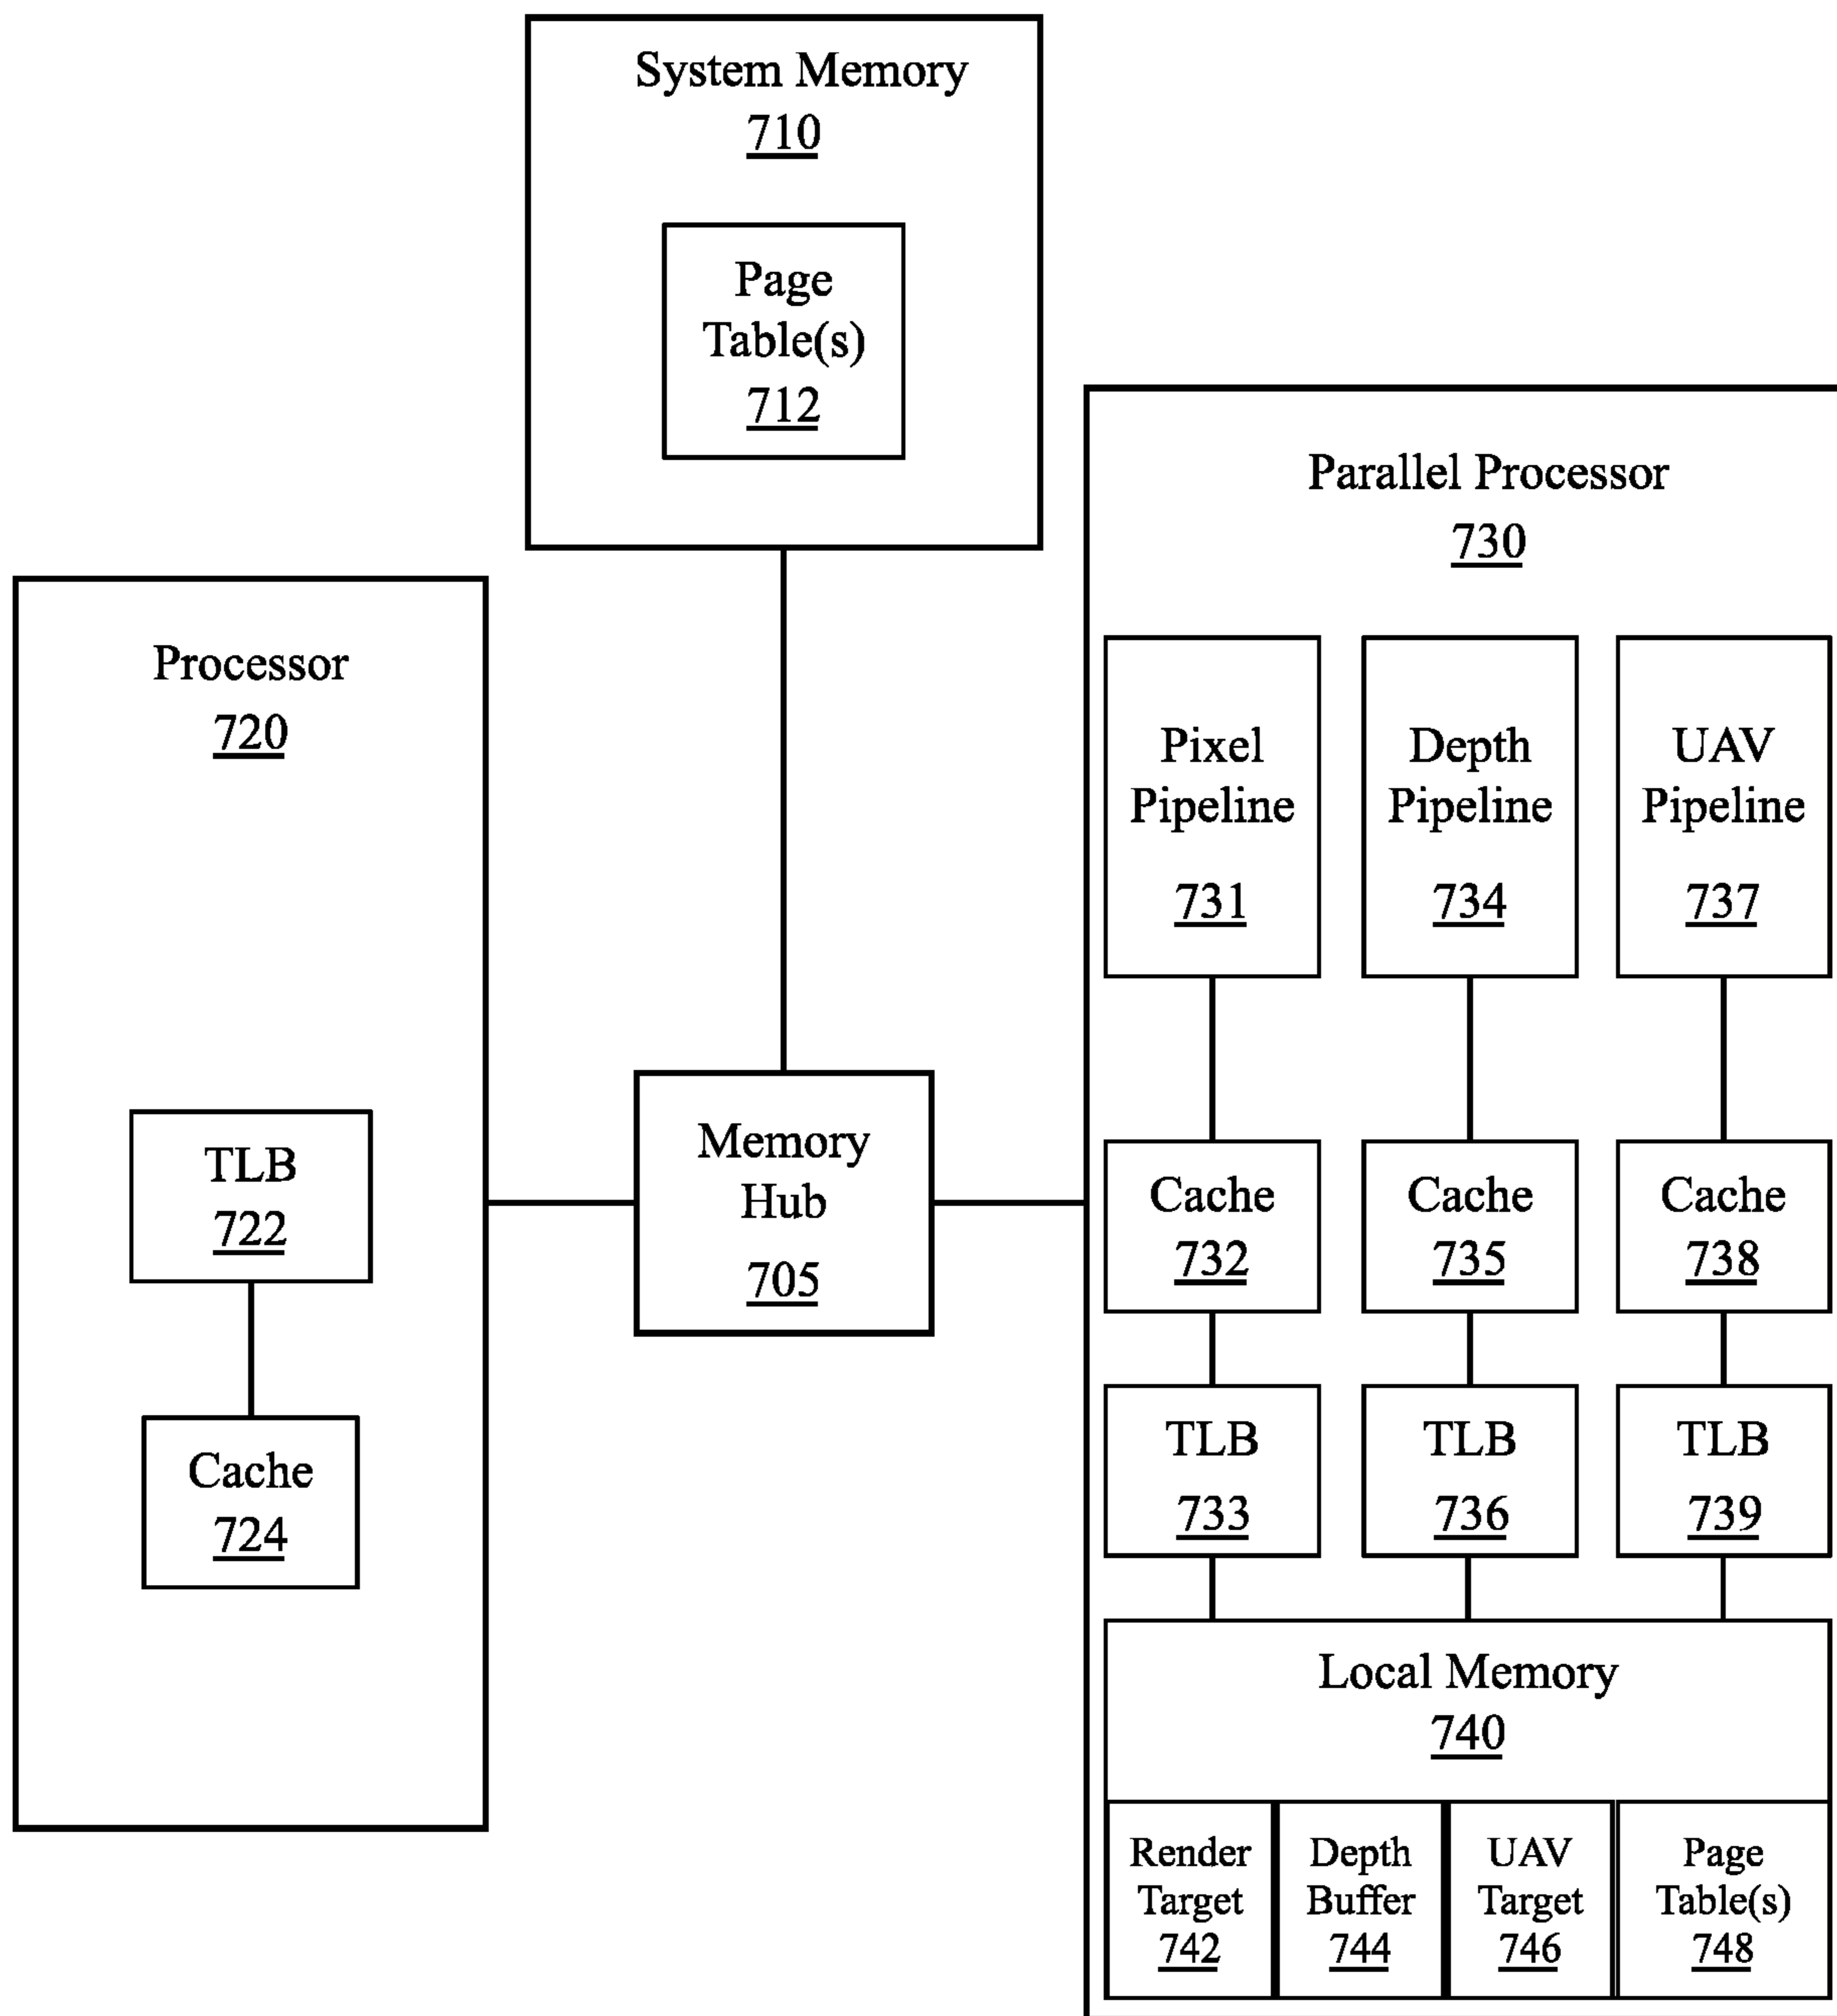 System Memory
710
Page
Table(s)
712
Processor
720
TLB
722
Cache
724
Memory
Hub
705
Parallel Processor
730
Pixel
Pipeline
731
Depth
Pipeline
734
UAV
Pipeline
737
Cache
732
Cache
735
Cache
738
TLB
733
TLB
736
TLB
739
Local Memory
740
Render
Target
742
Depth
Buffer
744
UAV
Target
746
Page
Table(s)
748